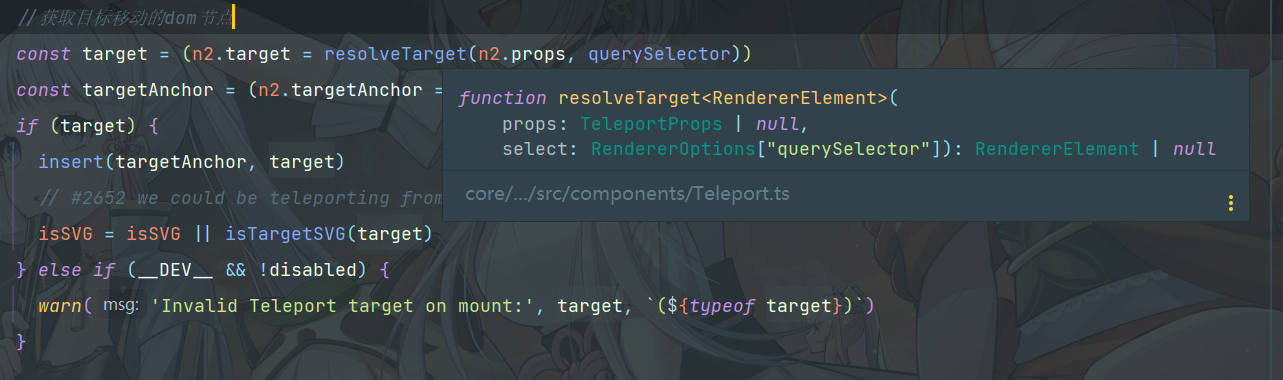 //获取目标移动的dom节点
const target = (n2.target = resolveTarget(n2.props, querySelector))
const targetAnchor = (n2.targetAnchor =
function resolveTarget<RendererElement>(
if (target) {
props: TeleportProps | null,
insert(targetAnchor, target)
select: RendererOptions["querySelector"]): RendererElement | null
// #2652 we could be teleporting from
core/.../src/components/Teleport.ts
isSVG = isSVG || isTargetSVG(target)
} else if (__DEV__ && !disabled) {
warn( msg: 'Invalid Teleport target on mount:', target, `(${typeof target})`)
}